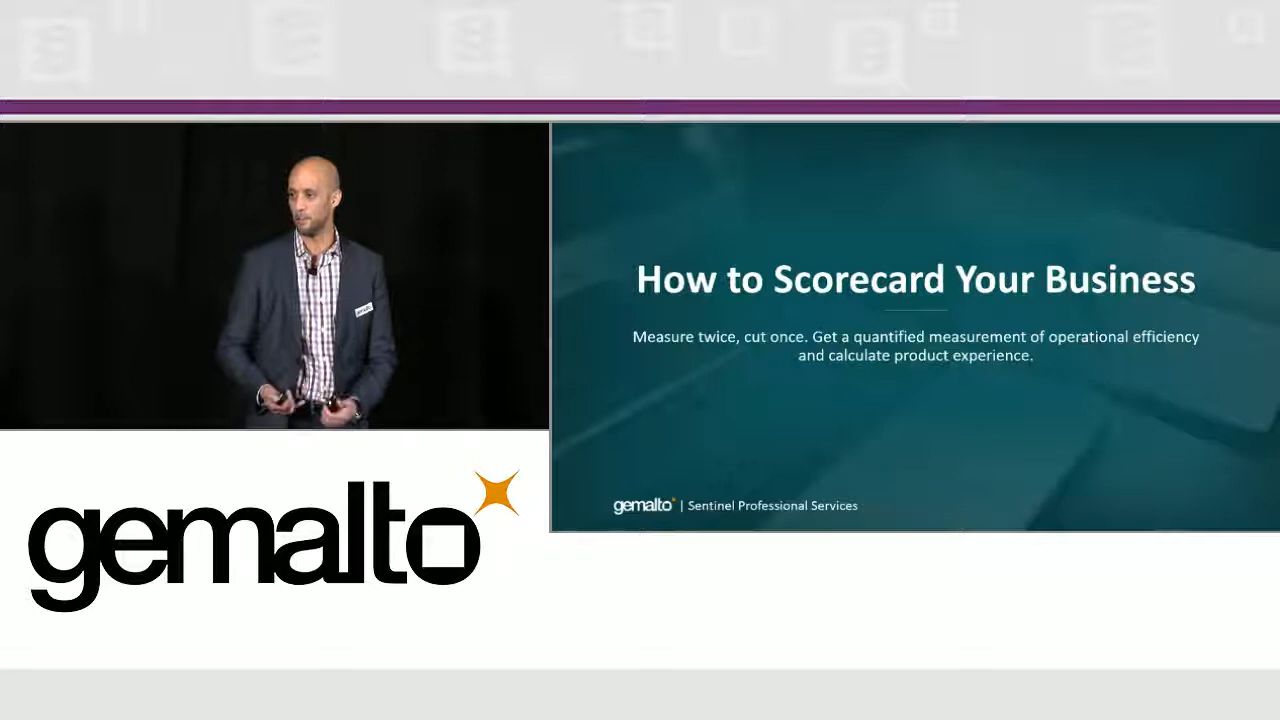 How to Scorecard Your Business
Measure twice, cut once. Get a quantified measurement of operational efficiency
and calculate product experience.
gemalto | Sentinel Professional Services
gemalto